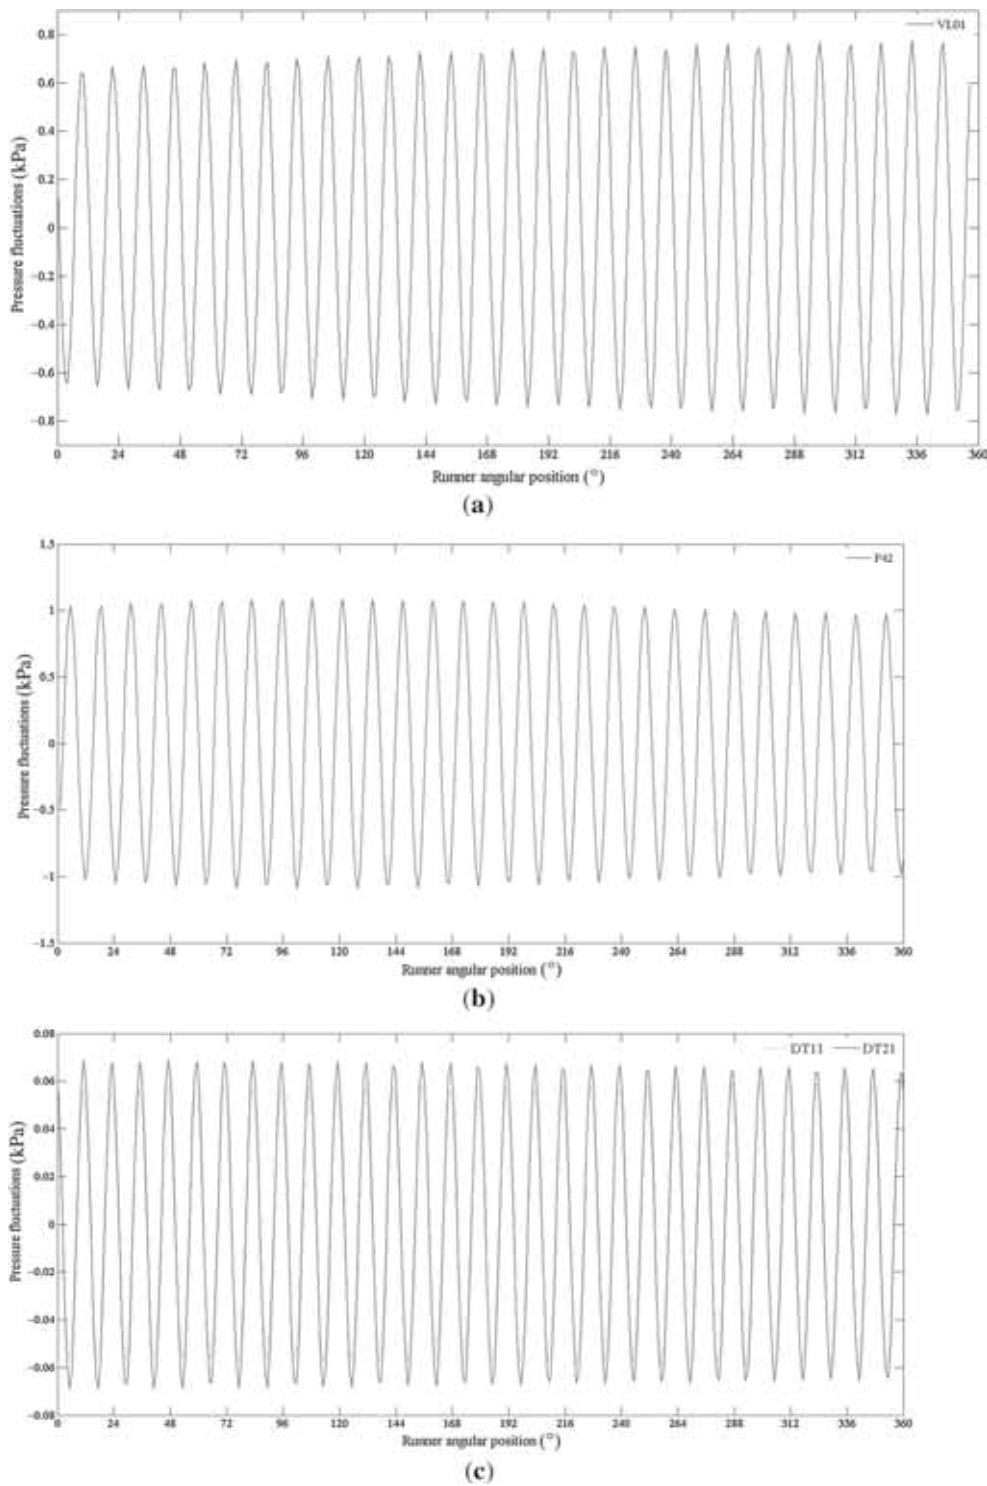 VL01
0.8
0.6
0.4
0.2
0
−0.2
−0.4
−0.6
−0.8
Pressure fluctuations (kPa)
0 24 48 72 96 120 144 168 192 216 240 264 288 312 336 360
Runner angular position (°)
(a)
P42
1.5
1
0.5
0
−0.5
−1
−1.5
Pressure fluctuations (kPa)
0 24 48 72 96 120 144 168 192 216 240 264 288 312 336 360
Runner angular position (°)
(b)
DT11 DT21
0.08
0.06
0.04
0.02
0
−0.02
−0.04
−0.06
−0.08
Pressure fluctuations (kPa)
0 24 48 72 96 120 144 168 192 216 240 264 288 312 336 360
Runner angular position (°)
(c)